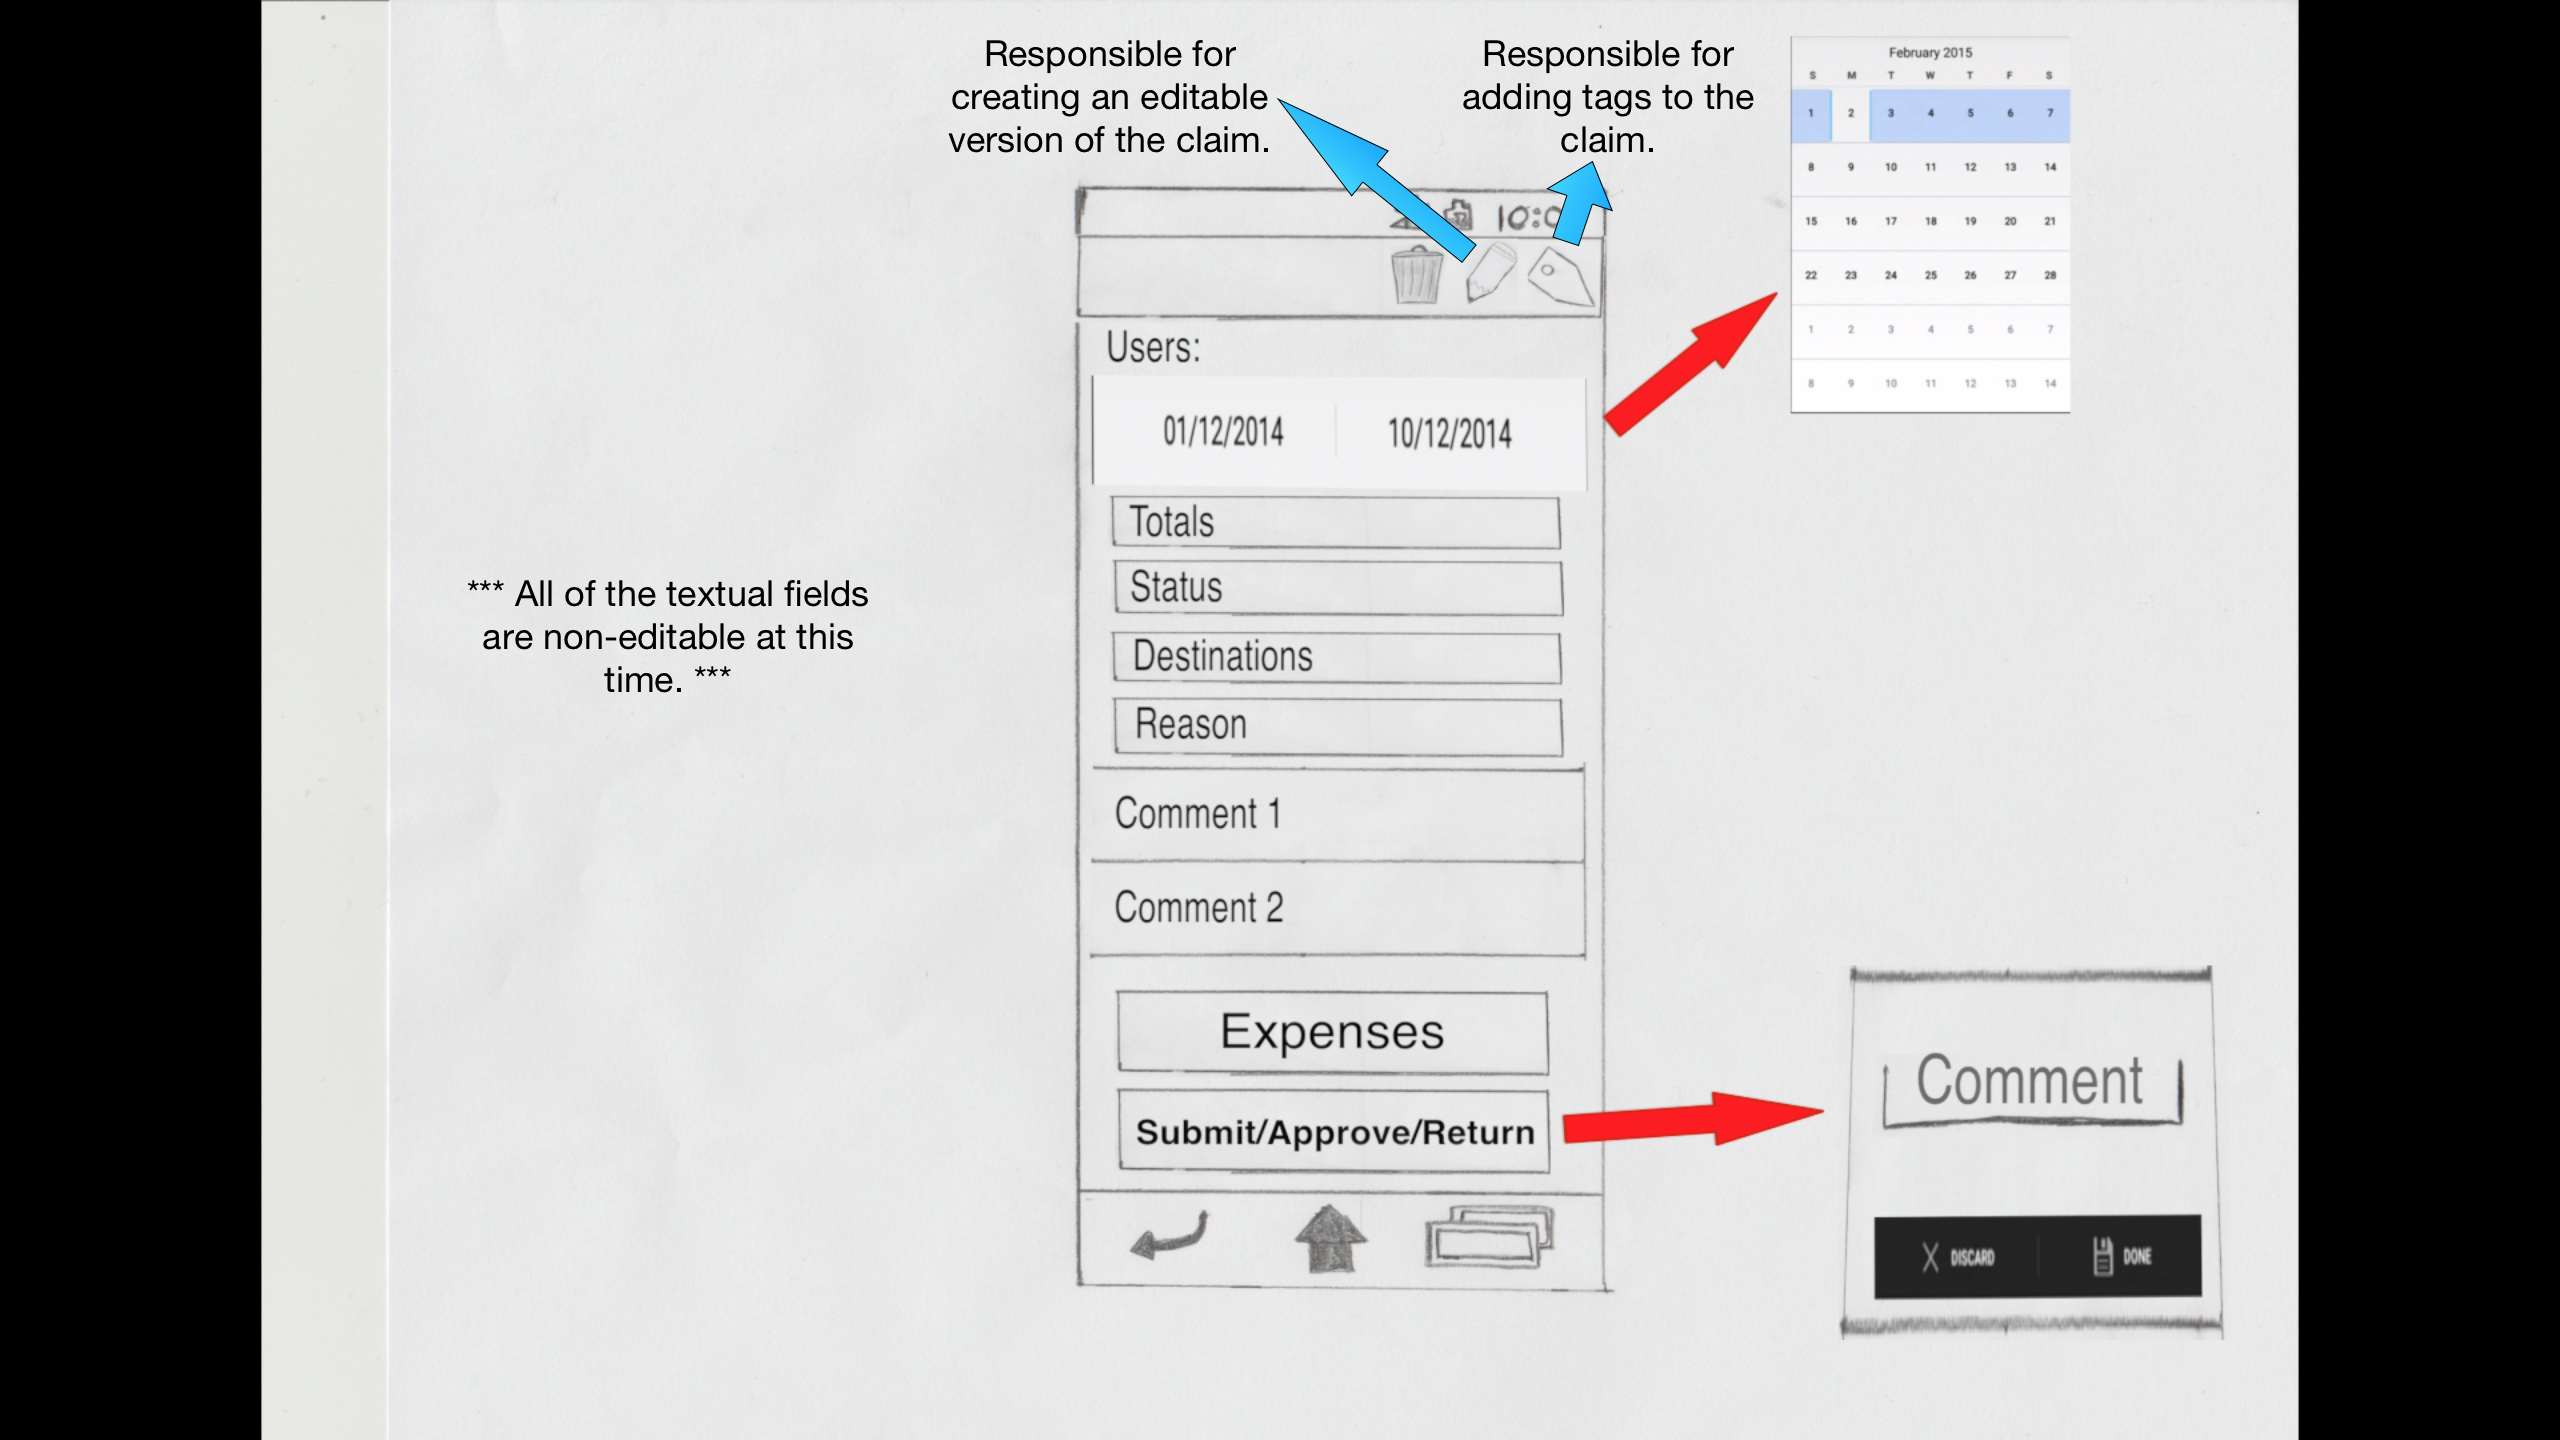 Responsible for
creating an editable
version of the claim.
Responsible for
adding tags to the
claim.
February 2015
S M T W T F S
1 2 3 4 5 6 7
8 9 10 11 12 13 14
15 16 17 18 19 20 21
22 23 24 25 26 27 28
1 2 3 4 5 6 7
8 9 10 11 12 13 14
Users:
01/12/2014 10/12/2014
Totals
Status
Destinations
Reason
Comment 1
Comment 2
Expenses
Submit/Approve/Return
*** All of the textual fields
are non-editable at this
time. ***
Comment
DISCARD DONE